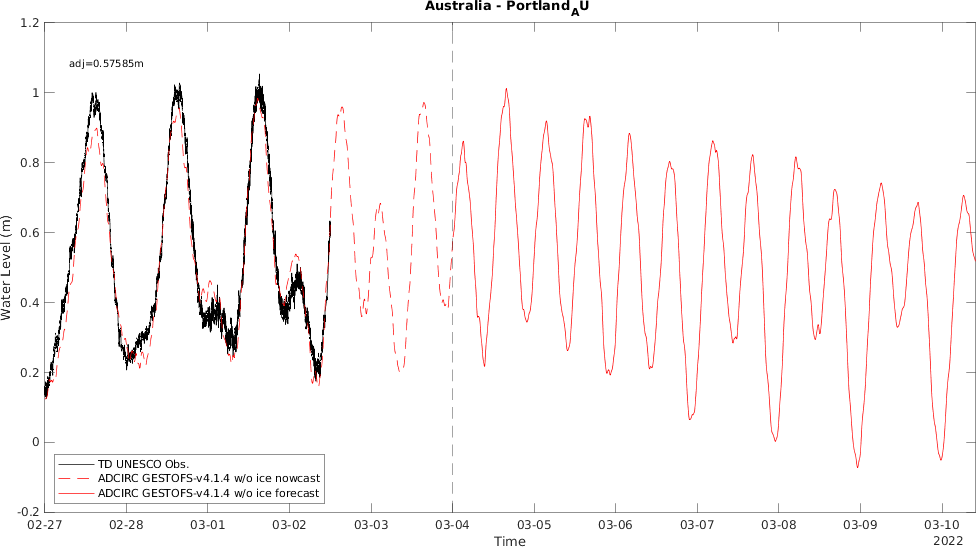 Australia - Portland_AU
1.2
adj=0.57585m
1
0.8
0.6
0.4
0.2
0
-0.2
Water Level (m)
TD UNESCO Obs.
ADCIRC GESTOFS-v4.1.4 w/o ice nowcast
ADCIRC GESTOFS-v4.1.4 w/o ice forecast
02-27 02-28 03-01 03-02 03-03 03-04 03-05 03-06 03-07 03-08 03-09 03-10
Time
2022